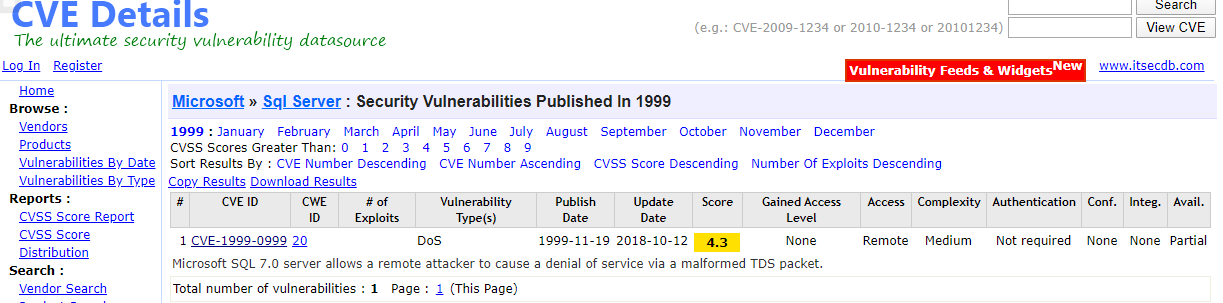 CVE Details
The ultimate security vulnerability datasource
Search
(e.g.: CVE-2009-1234 or 2010-1234 or 20101234)
View CVE
Log In Register
Vulnerability Feeds & Widgets New
www.itsecdb.com
Home
Browse :
Vendors
Products
Vulnerabilities By Date
Vulnerabilities By Type
Reports :
CVSS Score Report
CVSS Score
Distribution
Search :
Vendor Search
Microsoft » Sql Server : Security Vulnerabilities Published In 1999
1999 : January February March April May June July August September October November December
CVSS Scores Greater Than: 0 1 2 3 4 5 6 7 8 9
Sort Results By : CVE Number Descending CVE Number Ascending CVSS Score Descending Number Of Exploits Descending
Copy Results Download Results
# CVE ID CWE ID # of Exploits Vulnerability Type(s) Publish Date Update Date Score Gained Access Level Access Complexity Authentication Conf. Integ. Avail.
1 CVE-1999-0999 20 DoS 1999-11-19 2018-10-12 4.3 None Remote Medium Not required None None Partial
Microsoft SQL 7.0 server allows a remote attacker to cause a denial of service via a malformed TDS packet.
Total number of vulnerabilities : 1 Page : 1 (This Page)